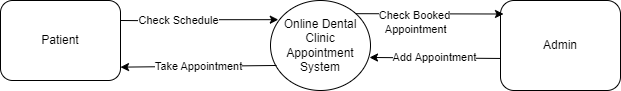 Patient
Check Schedule
Take Appointment
Online Dental
Clinic
Appointment
System
Check Booked
Appointment
Add Appointment
Admin